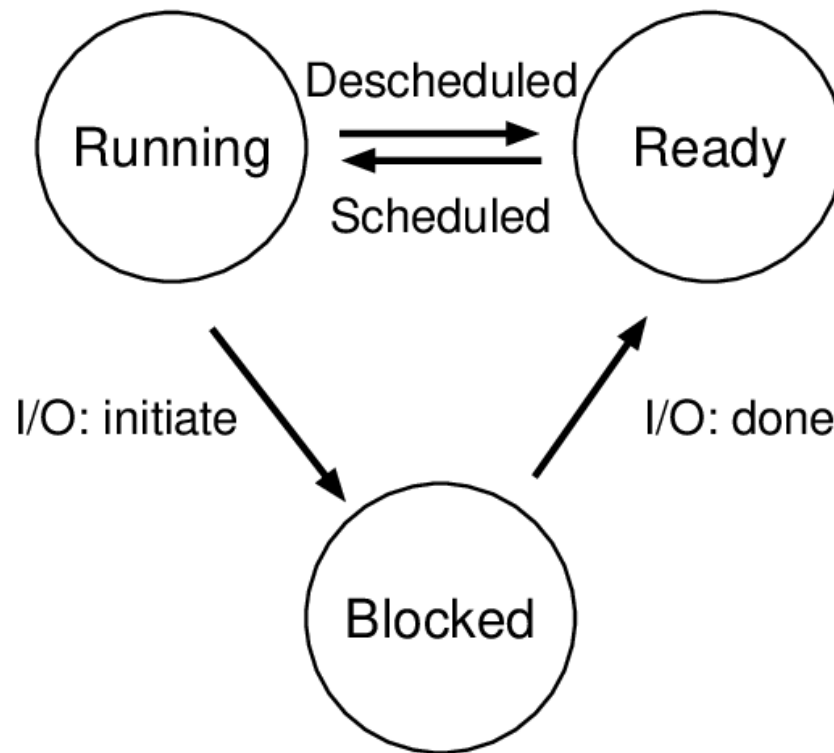 Descheduled
Running
Ready
Scheduled
I/O: initiate
I/O: done
Blocked